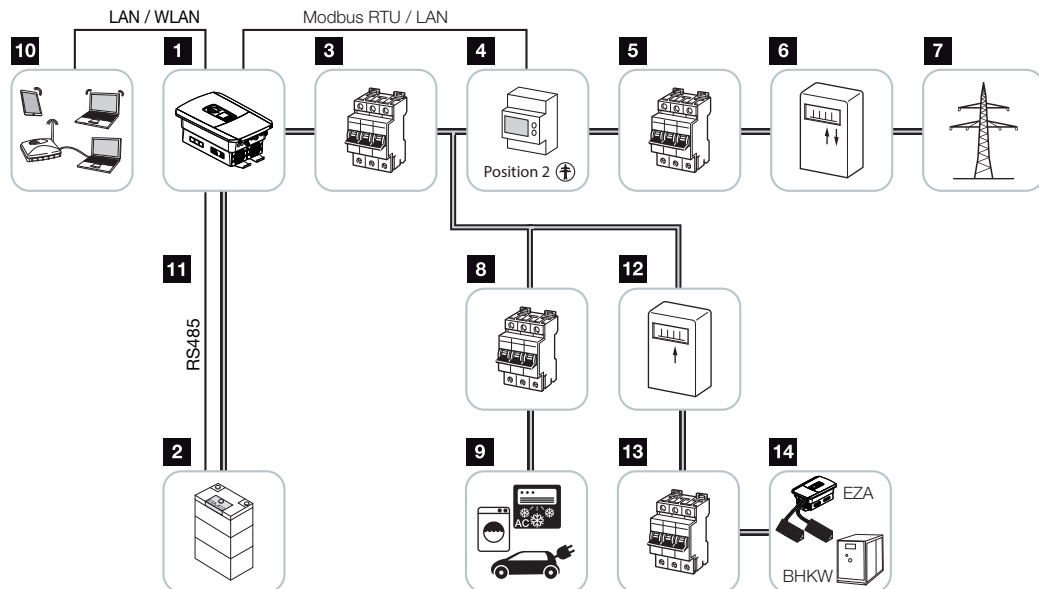 LAN / WLAN
Modbus RTU / LAN
10
1
3
4
5
6
7
Position 2
11
8
12
RS485
2
9
13
14
AC
EZA
BHKW